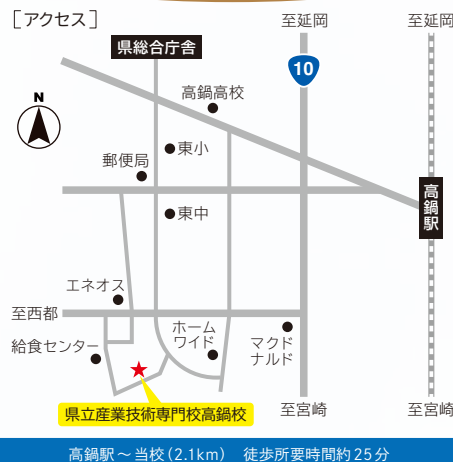 ［アクセス］
至延岡
至延岡
県総合庁舎
10
高鍋高校
N
東小
郵便局
高鍋駅
東中
エネオス
至西都
ホーム
ワイド
マクド
ナルド
給食センター
県立産業技術専門校高鍋校
至宮崎
至宮崎
高鍋駅～当校(2.1km)　徒歩所要時間約25分